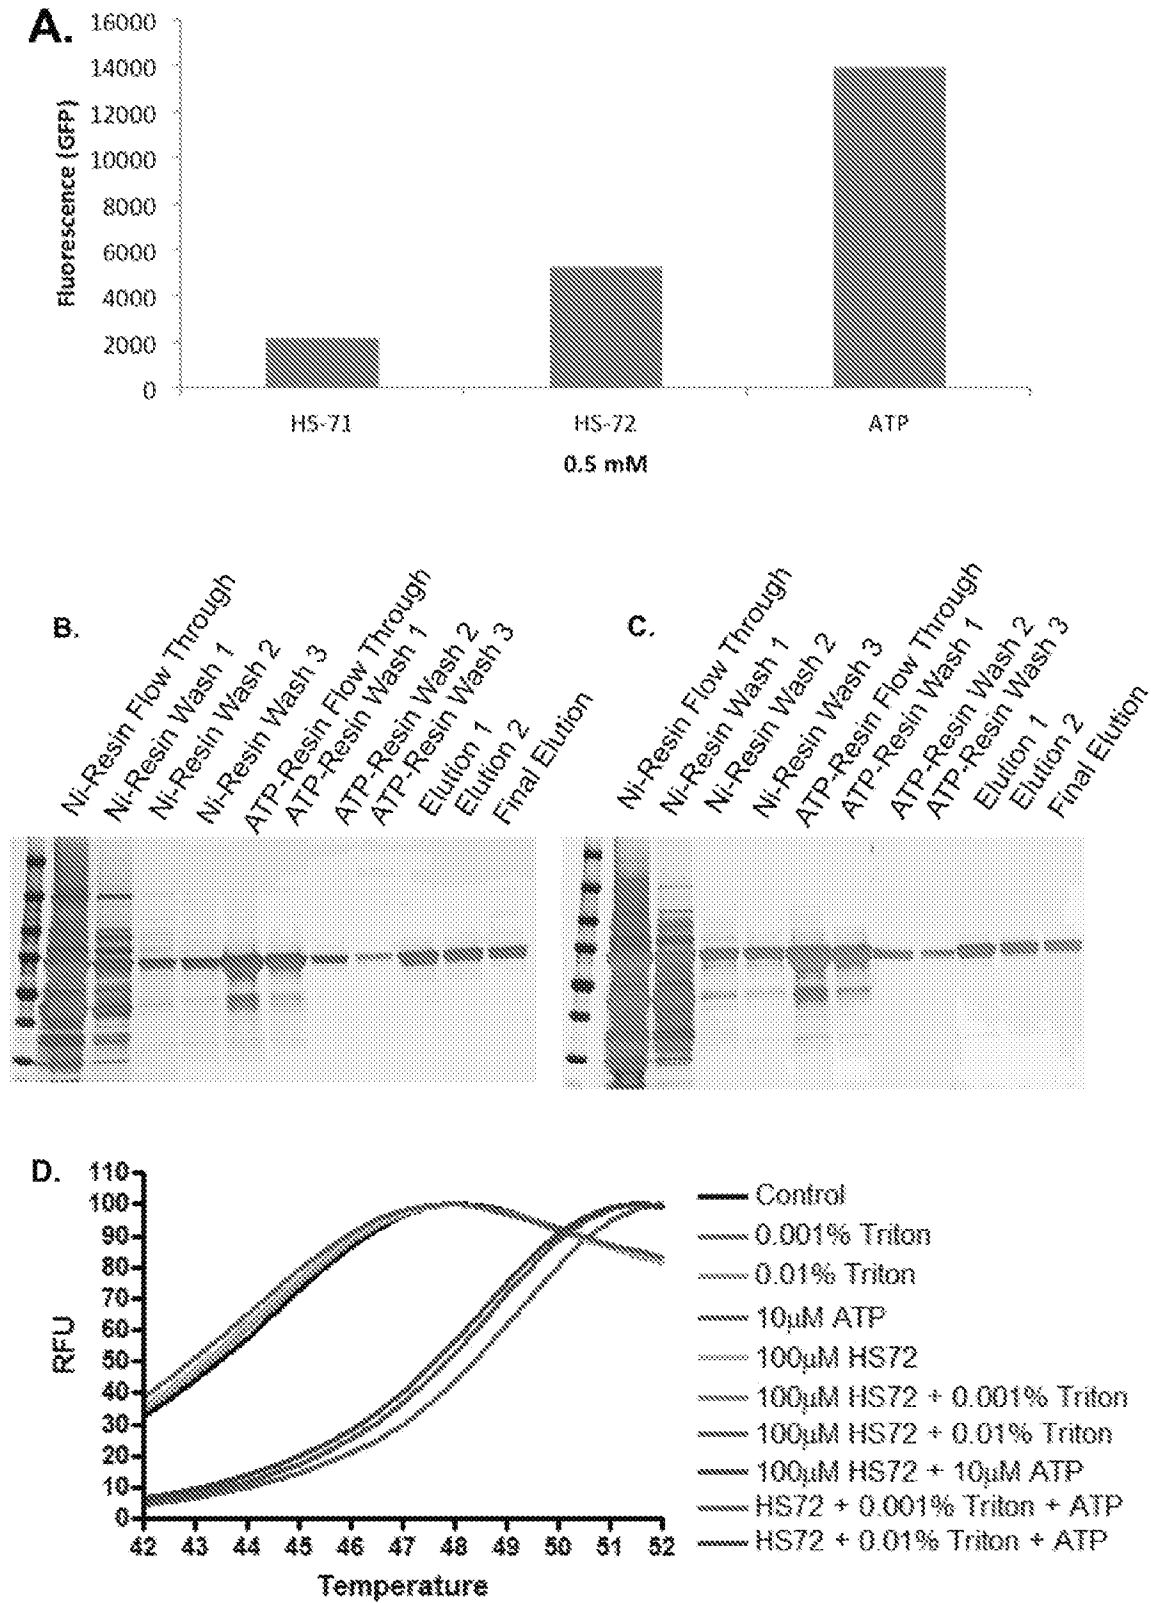 A.
16000
14000
12000
10000
8000
6000
4000
2000
0
Fluorescence (GFP)
HS-71
HS-72
ATP
0.5 mM
B.
Ni-Resin Flow Through
Ni-Resin Wash 1
Ni-Resin Wash 2
Ni-Resin Wash 3
ATP-Resin Flow Through
ATP-Resin Wash 1
ATP-Resin Wash 2
ATP-Resin Wash 3
Elution 1
Elution 2
Final Elution
C.
Ni-Resin Flow Through
Ni-Resin Wash 1
Ni-Resin Wash 2
Ni-Resin Wash 3
ATP-Resin Flow Through
ATP-Resin Wash 1
ATP-Resin Wash 2
ATP-Resin Wash 3
Elution 1
Elution 2
Final Elution
D.
110
100
90
80
70
60
50
40
30
20
10
0
RFU
42 43 44 45 46 47 48 49 50 51 52
Temperature
Control
0.001% Triton
0.01% Triton
10µM ATP
100µM HS72
100µM HS72 + 0.001% Triton
100µM HS72 + 0.01% Triton
100µM HS72 + 10µM ATP
HS72 + 0.001% Triton + ATP
HS72 + 0.01% Triton + ATP